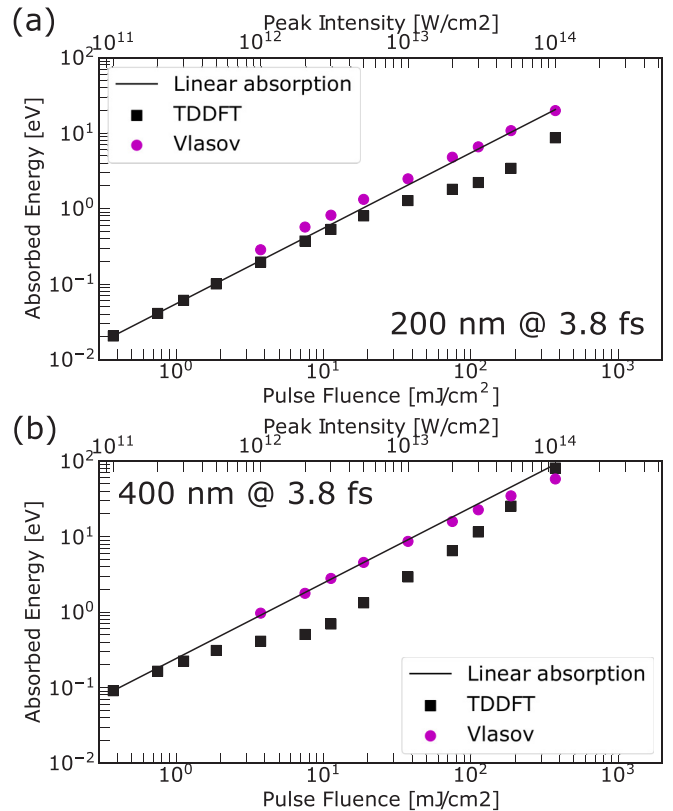 (a)
Peak Intensity [W/cm2]
10^11 10^12 10^13 10^14
10^2
10^1
10^0
10^-1
10^-2
Absorbed Energy [eV]
Linear absorption
TDDFT
Vlasov
200 nm @ 3.8 fs
10^0 10^1 10^2 10^3
Pulse Fluence [mJ/cm^2]
(b)
Peak Intensity [W/cm2]
10^11 10^12 10^13 10^14
10^2
10^1
10^0
10^-1
10^-2
Absorbed Energy [eV]
400 nm @ 3.8 fs
Linear absorption
TDDFT
Vlasov
10^0 10^1 10^2 10^3
Pulse Fluence [mJ/cm^2]